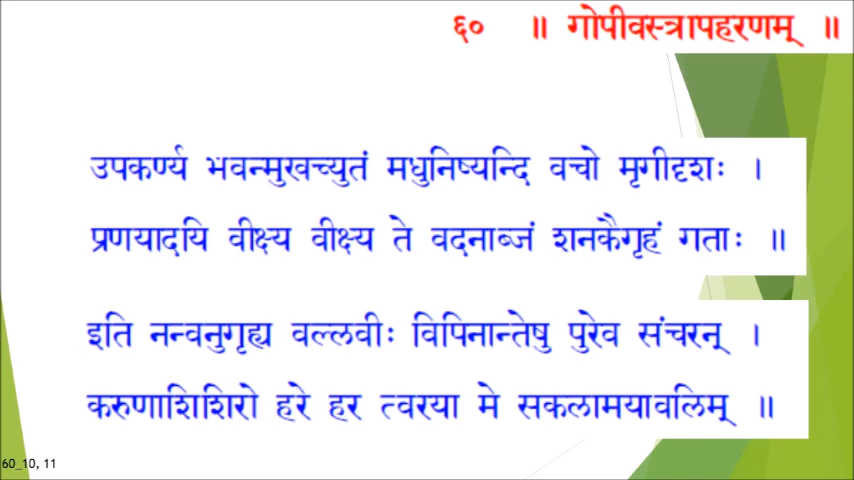 ६० ॥ गोपीवस्त्रापहरणम् ॥
उपकर्ण्य भवन्मुखच्युतं मधुनिष्यन्दि वचो मृगीदृशः ।
प्रणयादयि वीक्ष्य वीक्ष्य ते वदनाब्जं शनकैगृहं गताः ॥
इति नन्वनुगृह्य वल्लवीः विपिनान्तेषु पुरेव संचरन् ।
करुणाशिशिरो हरे हर त्वरया मे सकलामयावलिम् ॥
60_10, 11